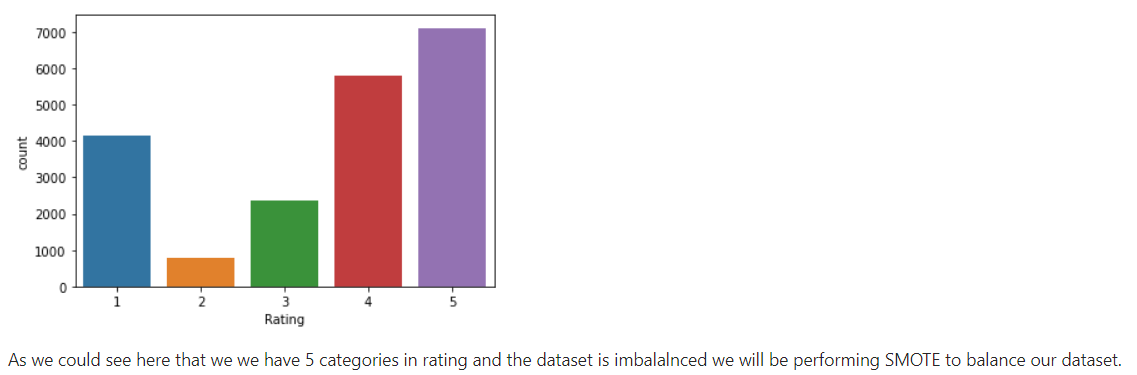 7000
6000
5000
4000
3000
2000
1000
0
count
1 2 3 4 5
Rating
As we could see here that we we have 5 categories in rating and the dataset is imbalalnced we will be performing SMOTE to balance our dataset.